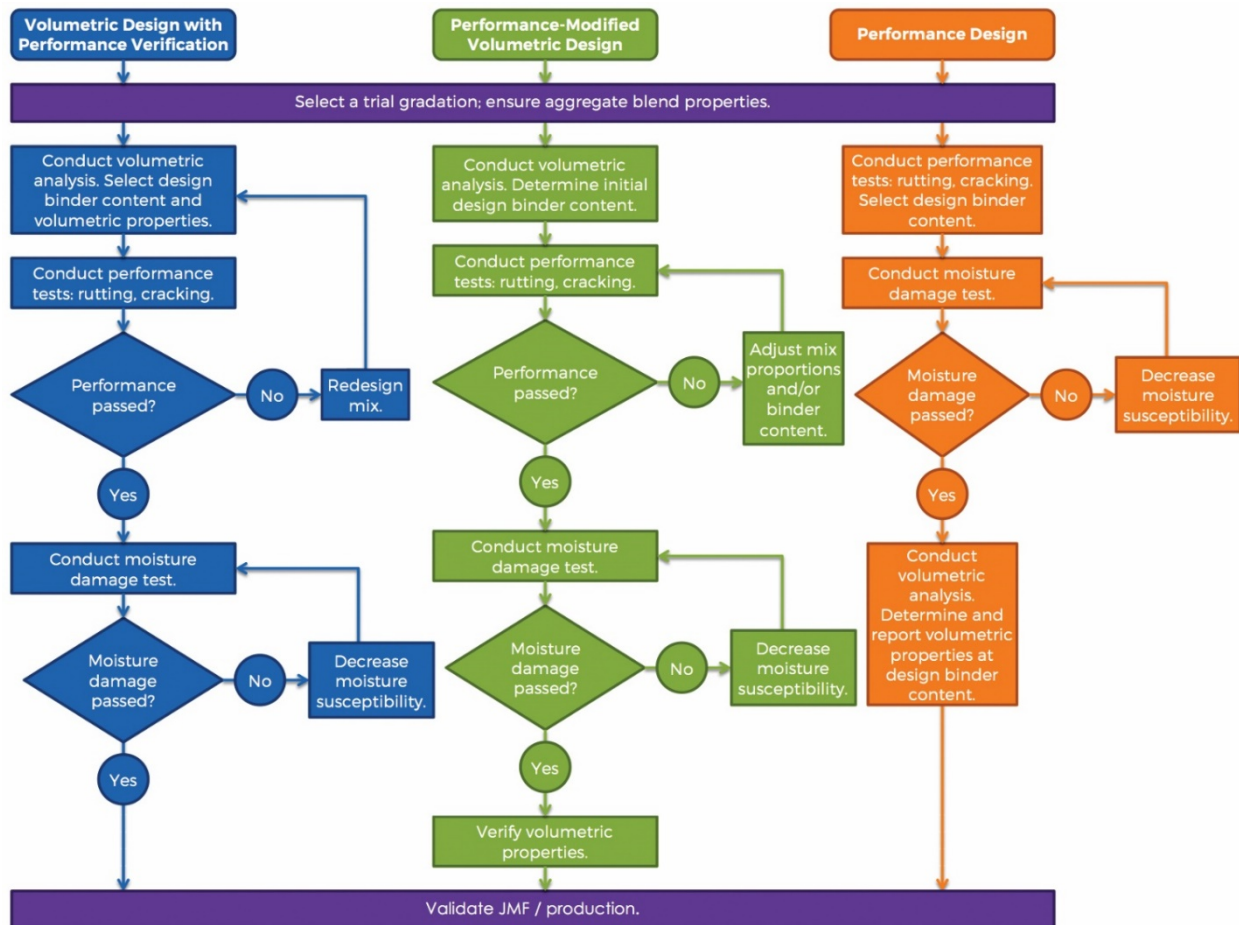 Volumetric Design with
Performance Verification
Performance-Modified
Volumetric Design
Performance Design
Select a trial gradation; ensure aggregate blend properties.
Conduct volumetric
analysis. Select design
binder content and
volumetric properties.
Conduct performance
tests: rutting, cracking.
Performance
passed?
No
Redesign
mix.
Yes
Conduct moisture
damage test.
Moisture
damage
passed?
No
Decrease
moisture
susceptibility.
Yes
Conduct volumetric
analysis. Determine initial
design binder content.
Conduct performance
tests: rutting, cracking.
Performance
passed?
No
Adjust mix
proportions
and/or
binder
content.
Yes
Conduct moisture
damage test.
Moisture
damage
passed?
No
Decrease
moisture
susceptibility.
Yes
Verify volumetric
properties.
Conduct performance
tests: rutting, cracking.
Select design binder
content.
Conduct moisture
damage test.
Moisture
damage
passed?
No
Decrease
moisture
susceptibility.
Yes
Conduct
volumetric
analysis.
Determine and
report volumetric
properties at
design binder
content.
Validate JMF / production.